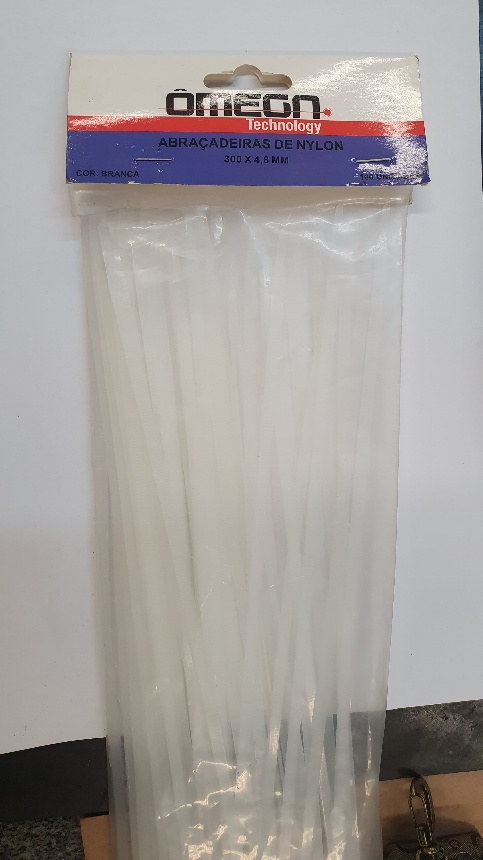 ÔMEGA
Technology
ABRAÇADEIRAS DE NYLON
300 X 4,8 MM
COR: BRANCA